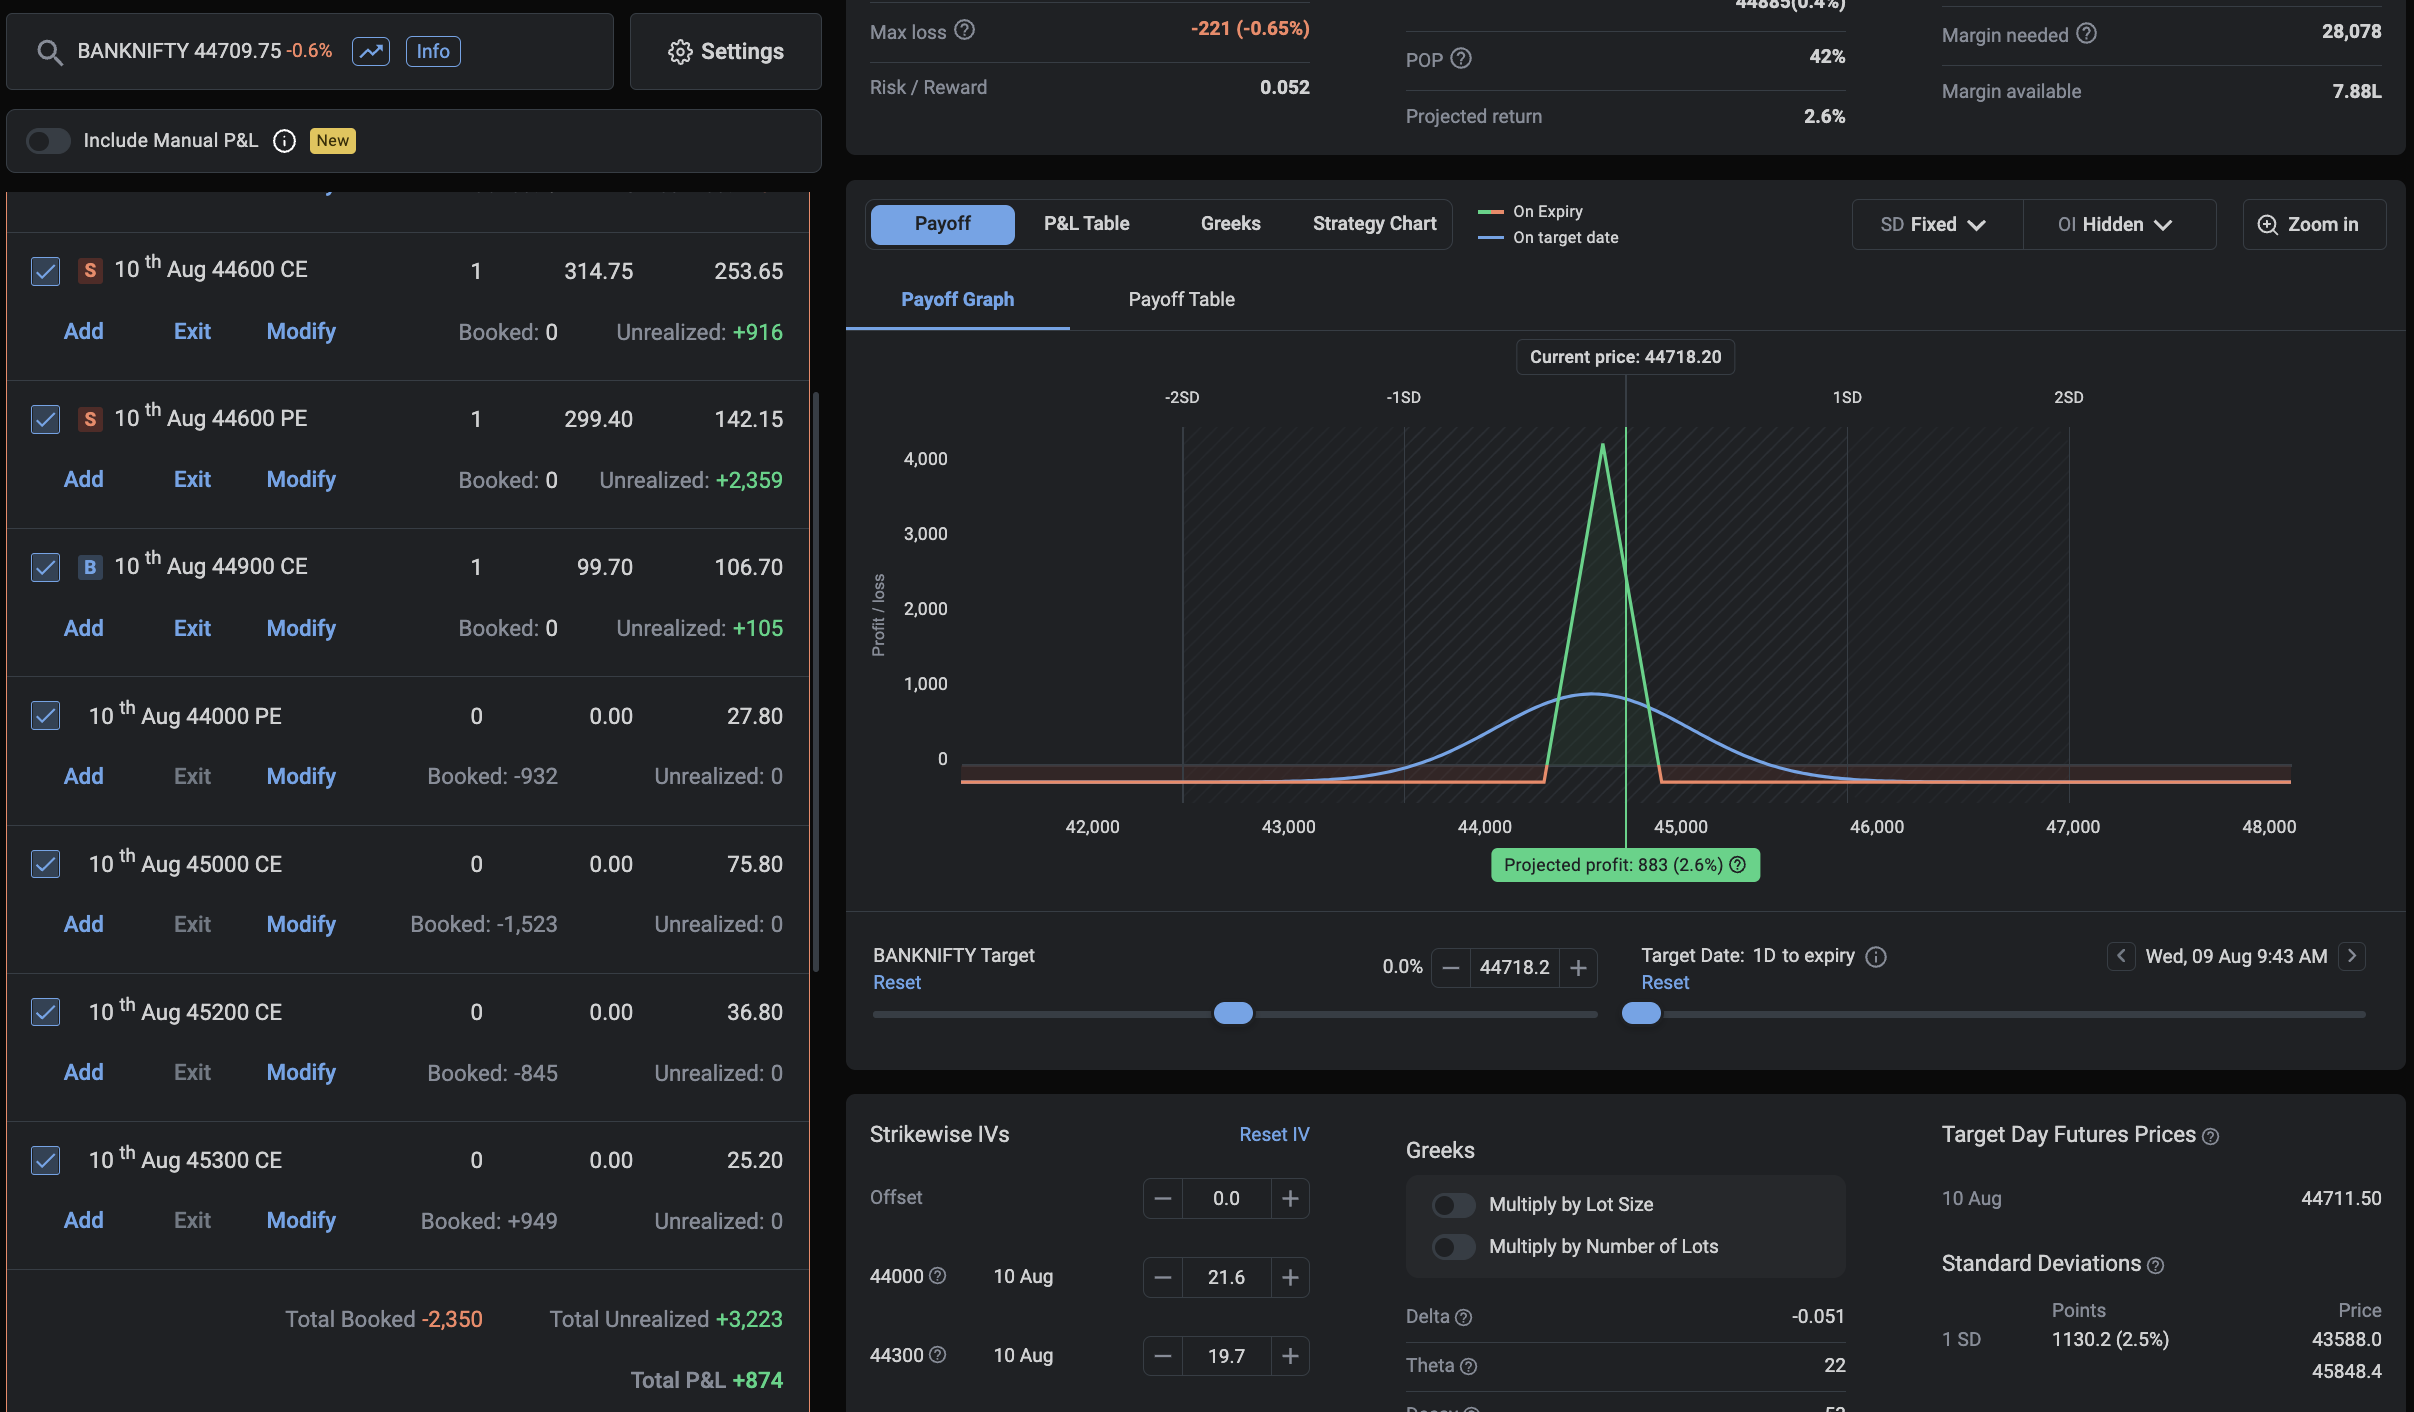 BANKNIFTY 44709.75 -0.6% Info
Settings
Include Manual P&L New
S 10 th Aug 44600 CE 1 314.75 253.65
Add Exit Modify Booked: 0 Unrealized: +916
S 10 th Aug 44600 PE 1 299.40 142.15
Add Exit Modify Booked: 0 Unrealized: +2,359
B 10 th Aug 44900 CE 1 99.70 106.70
Add Exit Modify Booked: 0 Unrealized: +105
10 th Aug 44000 PE 0 0.00 27.80
Add Exit Modify Booked: -932 Unrealized: 0
10 th Aug 45000 CE 0 0.00 75.80
Add Exit Modify Booked: -1,523 Unrealized: 0
10 th Aug 45200 CE 0 0.00 36.80
Add Exit Modify Booked: -845 Unrealized: 0
10 th Aug 45300 CE 0 0.00 25.20
Add Exit Modify Booked: +949 Unrealized: 0
Total Booked -2,350 Total Unrealized +3,223
Total P&L +874
Max loss -221 (-0.65%)
Risk / Reward 0.052
44885(0.4%)
POP 42%
Projected return 2.6%
Margin needed 28,078
Margin available 7.88L
Payoff P&L Table Greeks Strategy Chart
On Expiry
On target date
SD Fixed OI Hidden Zoom in
Payoff Graph Payoff Table
Current price: 44718.20
-2SD -1SD 1SD 2SD
Profit / loss
4,000
3,000
2,000
1,000
0
42,000 43,000 44,000 45,000 46,000 47,000 48,000
Projected profit: 883 (2.6%)
BANKNIFTY Target 0.0% 44718.2
Reset
Target Date: 1D to expiry Wed, 09 Aug 9:43 AM
Reset
Strikewise IVs Reset IV
Offset 0.0
44000 10 Aug 21.6
44300 10 Aug 19.7
Greeks
Multiply by Lot Size
Multiply by Number of Lots
Delta -0.051
Theta 22
Target Day Futures Prices
10 Aug 44711.50
Standard Deviations
Points Price
1 SD 1130.2 (2.5%) 43588.0
45848.4